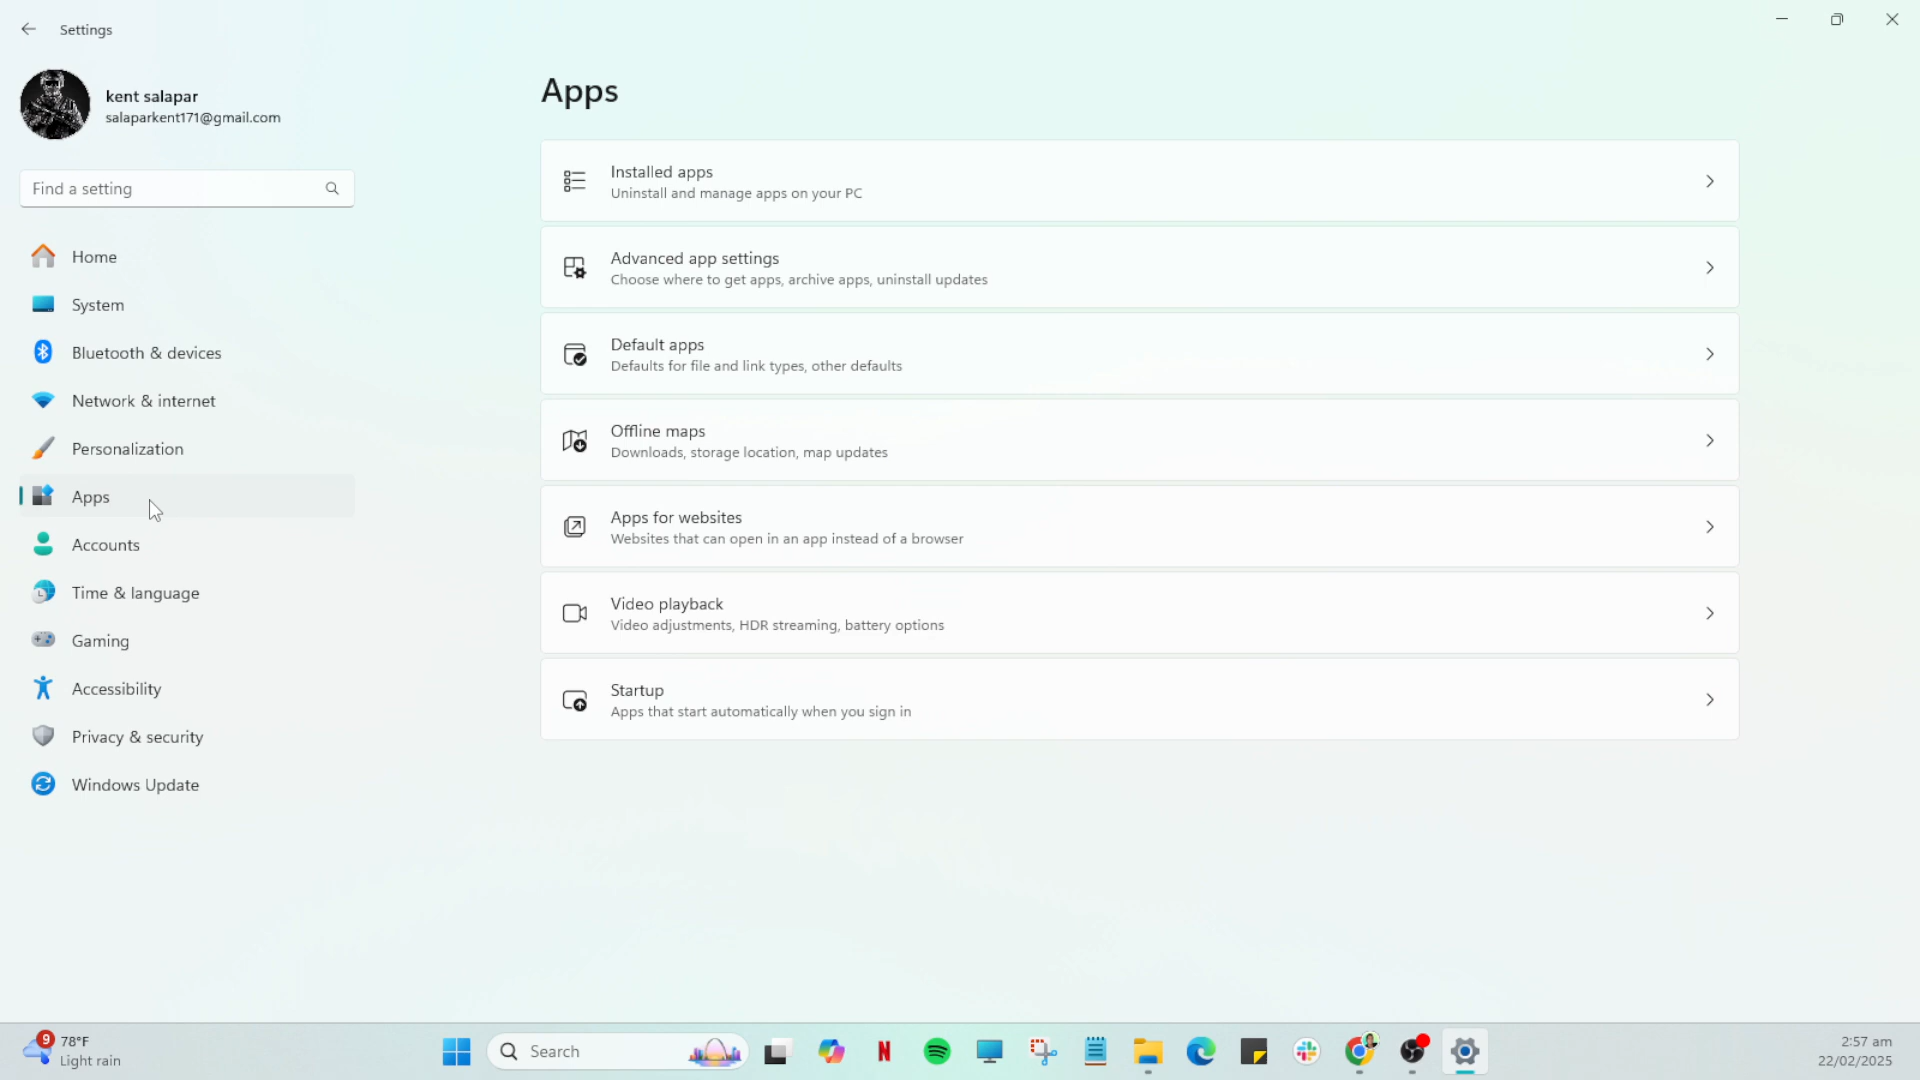 Settings
kent salapar
salaparkent171@gmail.com
Find a setting
Home
System
Bluetooth & devices
Network & internet
Personalization
Apps
Accounts
Time & language
Gaming
Accessibility
Privacy & security
Windows Update
Apps
Installed apps
Uninstall and manage apps on your PC
Advanced app settings
Choose where to get apps, archive apps, uninstall updates
Default apps
Defaults for file and link types, other defaults
Offline maps
Downloads, storage location, map updates
Apps for websites
Websites that can open in an app instead of a browser
Video playback
Video adjustments, HDR streaming, battery options
Startup
Apps that start automatically when you sign in
9
78°F
Light rain
Search
N
2:57 am
22/02/2025